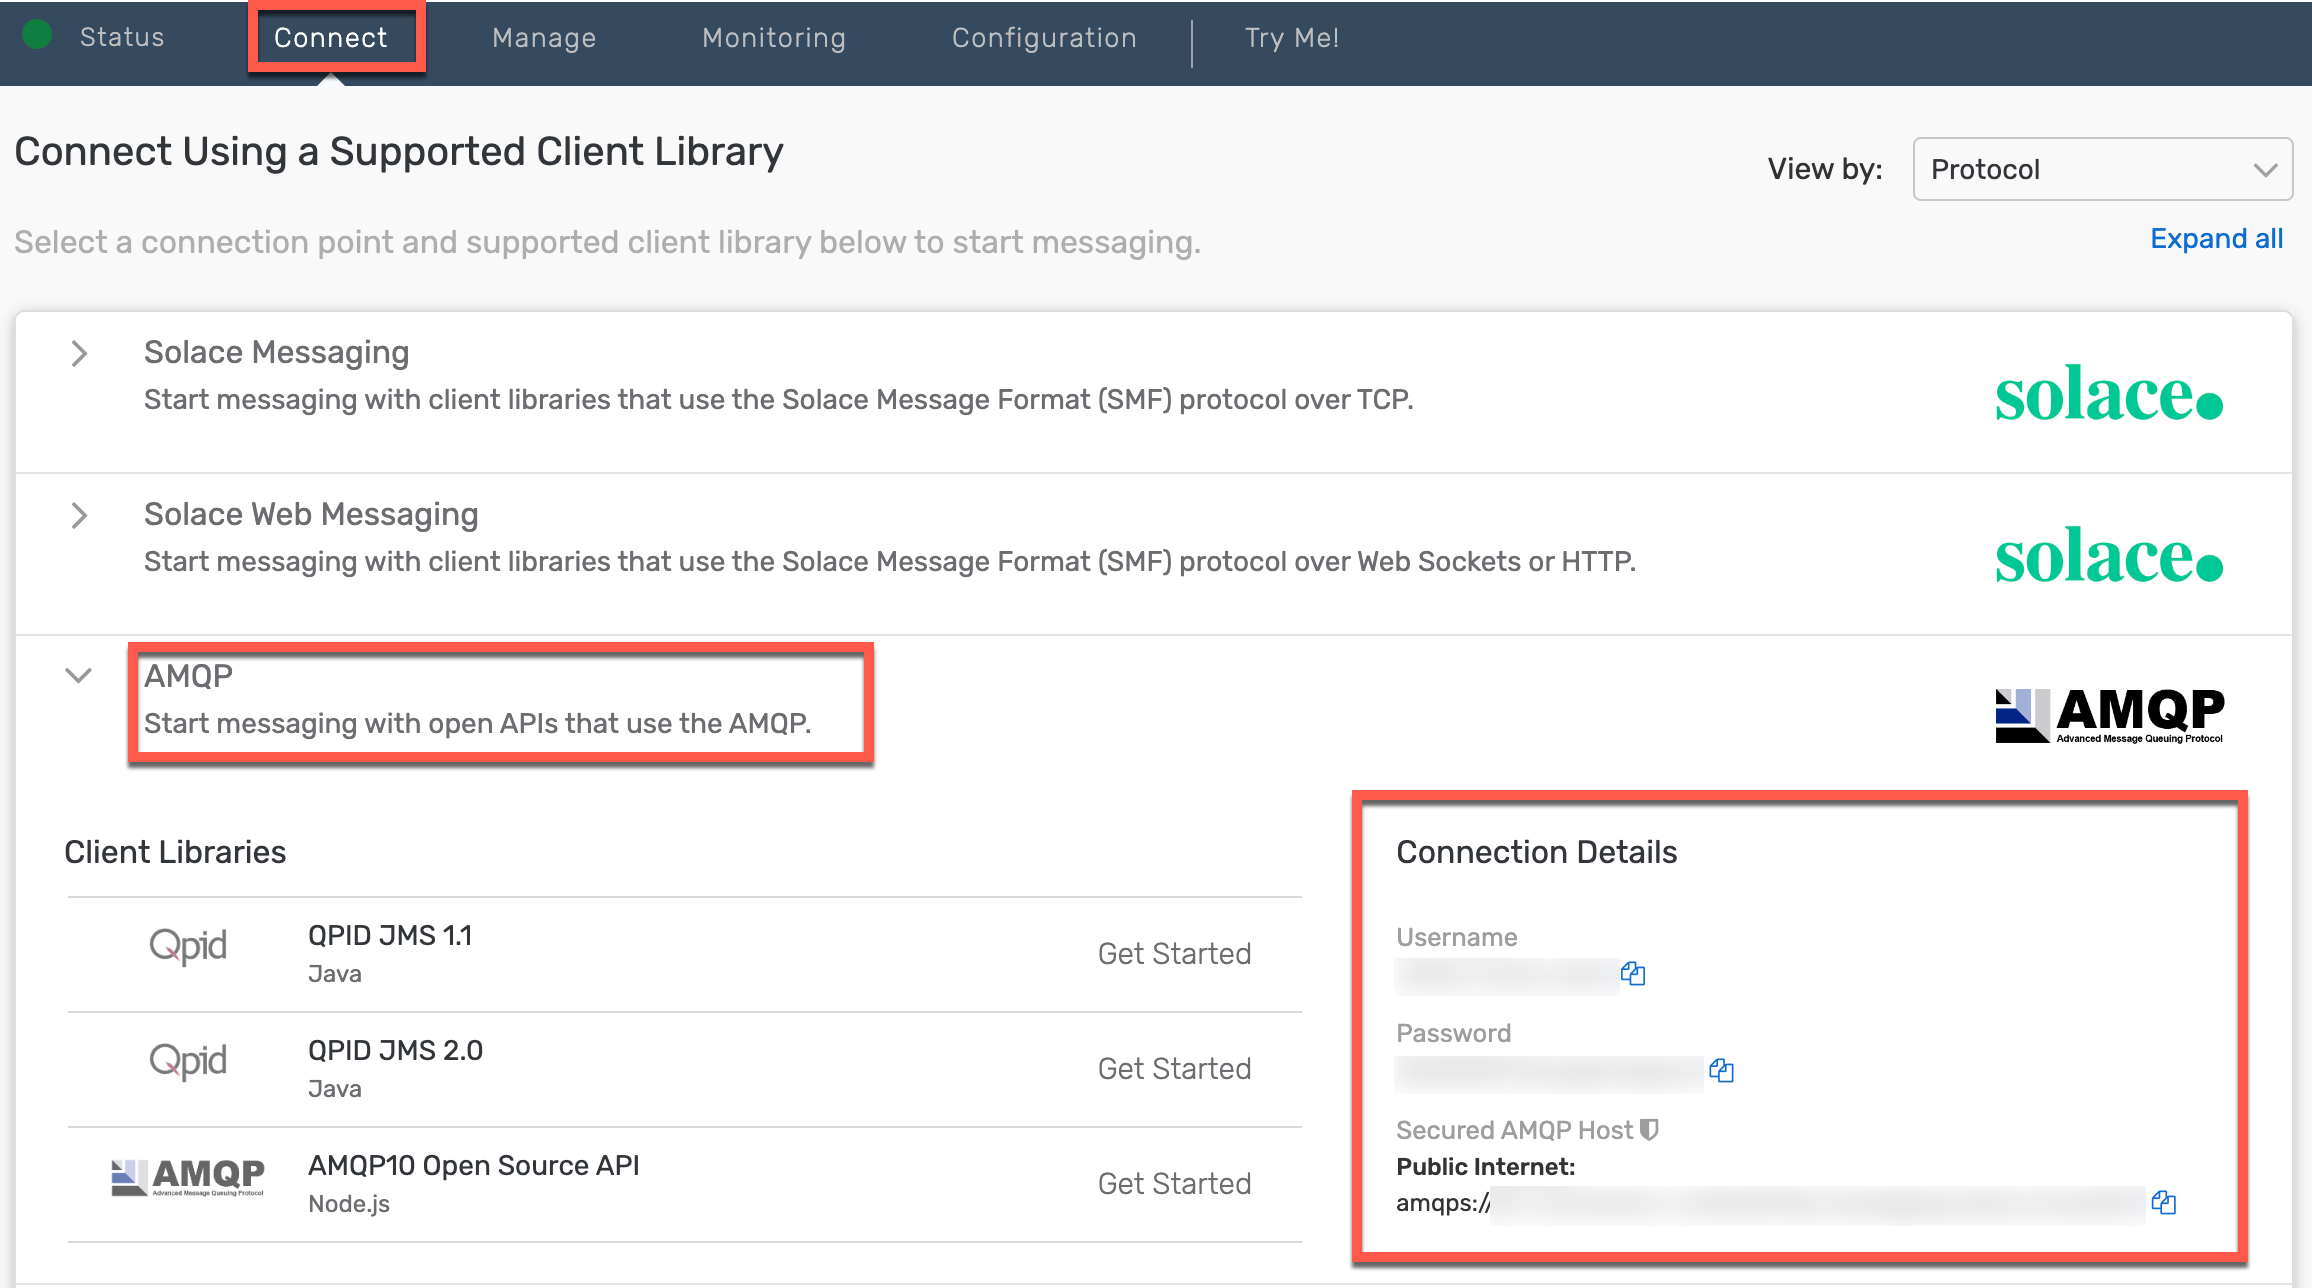 Status Connect Manage Monitoring Configuration Try Me!
Connect Using a Supported Client Library
View by: Protocol
Select a connection point and supported client library below to start messaging.
Expand all
Solace Messaging
Start messaging with client libraries that use the Solace Message Format (SMF) protocol over TCP.
solace
Solace Web Messaging
Start messaging with client libraries that use the Solace Message Format (SMF) protocol over Web Sockets or HTTP.
solace
AMQP
Start messaging with open APIs that use the AMQP.
AMQP
Advanced Message Queuing Protocol
Client Libraries
Qpid
QPID JMS 1.1
Java
Get Started
Qpid
QPID JMS 2.0
Java
Get Started
AMQP
Advanced Message Queuing Protocol
AMQP10 Open Source API
Node.js
Get Started
Connection Details
Username
Password
Secured AMQP Host
Public Internet:
amqps://